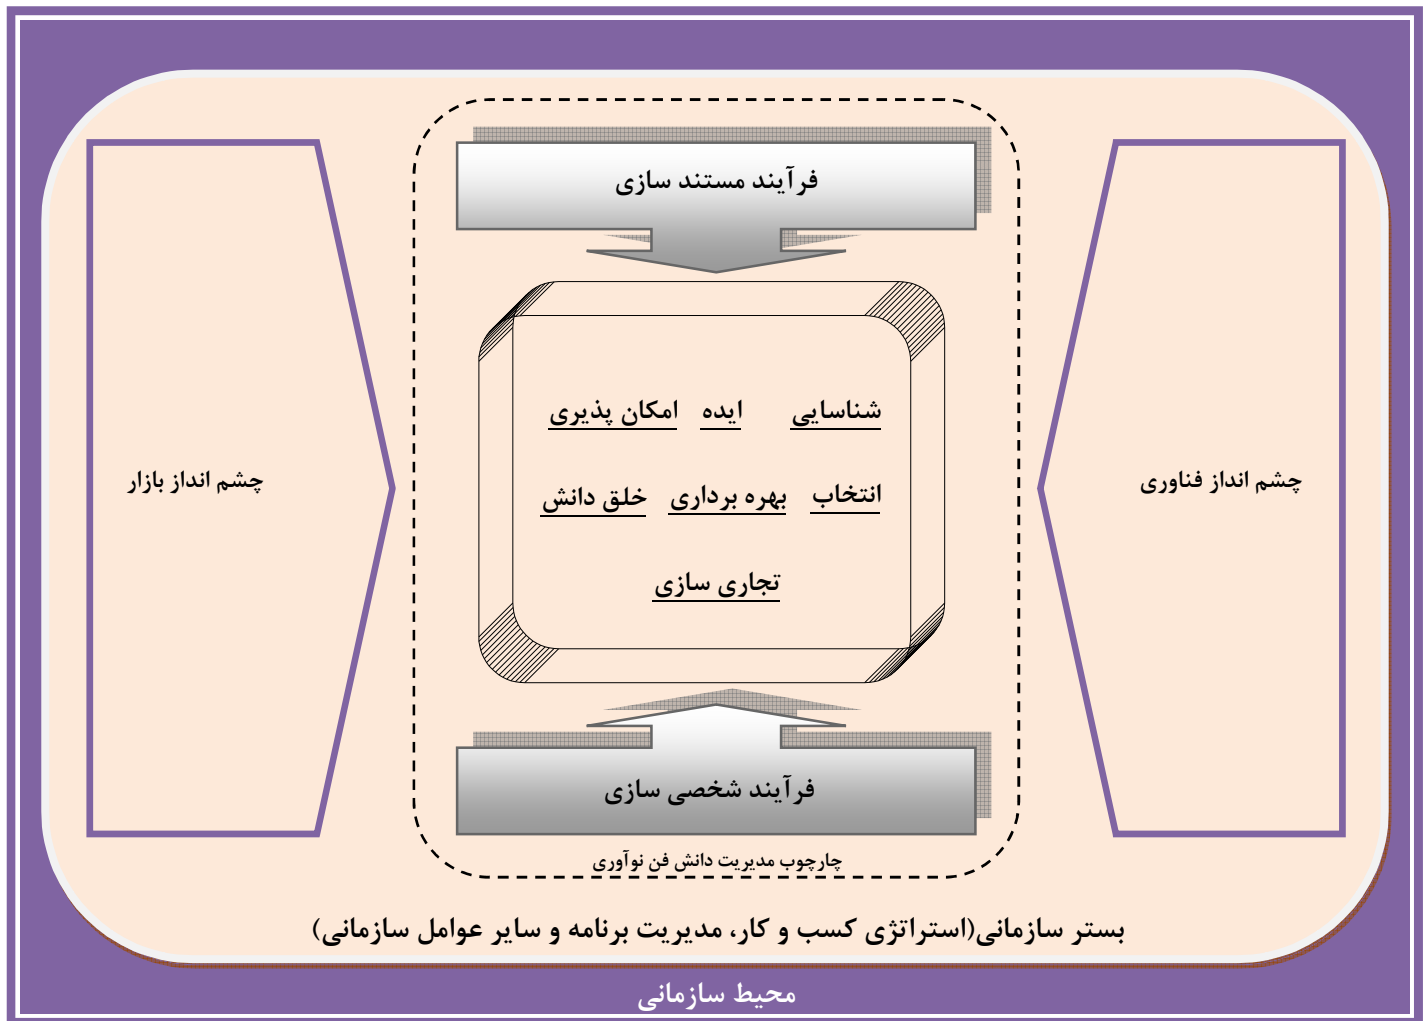 فرآیند مستند سازی
شناسایی ایده امکان پذیری
چشم انداز فناوری
چشم انداز بازار
انتخاب بهره برداری خلق دانش
تجاری سازی
فرآیند شخصی سازی
چارچوب مدیریت دانش فن نوآوری
بستر سازمانی(استراتژی کسب و کار، مدیریت برنامه و سایر عوامل سازمانی)
محیط سازمانی